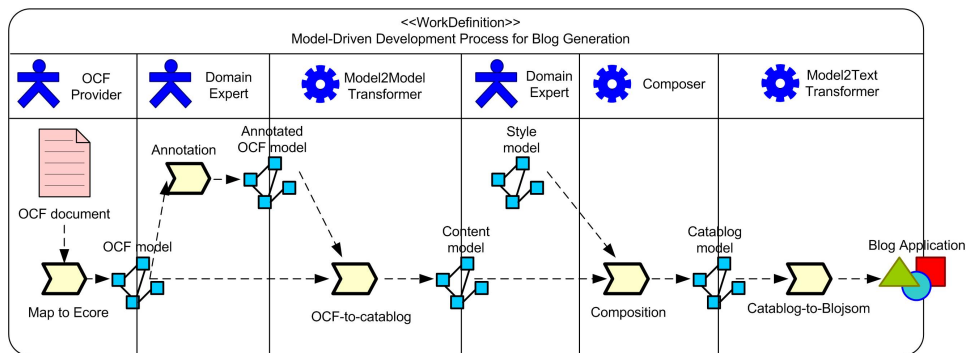 <<WorkDefinition>>
Model-Driven Development Process for Blog Generation
OCF
Provider
Domain
Expert
Model2Model
Transformer
Domain
Expert
Composer
Model2Text
Transformer
OCF document
Map to Ecore
OCF model
Annotation
Annotated
OCF model
OCF-to-catablog
Content
model
Style
model
Composition
Catablog
model
Catablog-to-Blojsom
Blog Application